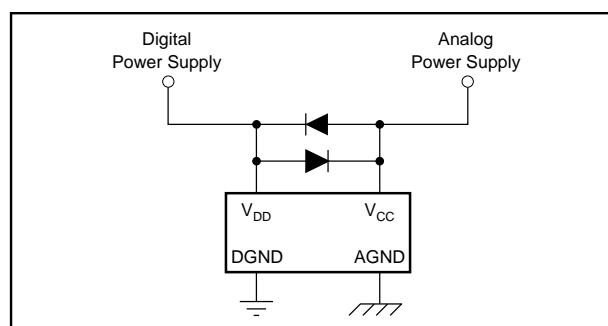 Digital
Power Supply
Analog
Power Supply
VDD
VCC
DGND
AGND